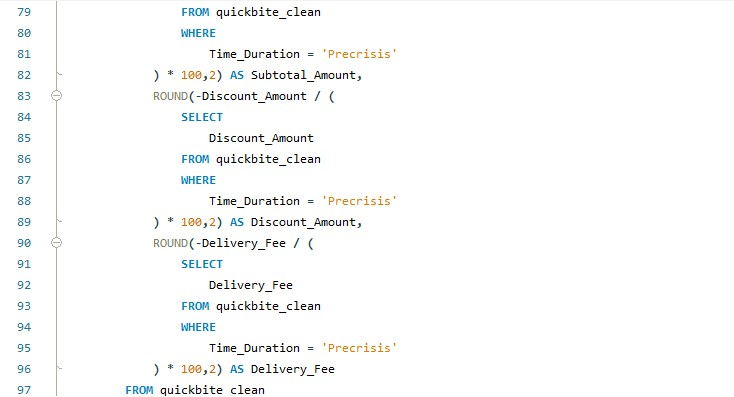 79 FROM quickbite_clean
80 WHERE
81 Time_Duration = 'Precrisis'
82 ) * 100,2) AS Subtotal_Amount,
83 ROUND(-Discount_Amount / (
84 SELECT
85 Discount_Amount
86 FROM quickbite_clean
87 WHERE
88 Time_Duration = 'Precrisis'
89 ) * 100,2) AS Discount_Amount,
90 ROUND(-Delivery_Fee / (
91 SELECT
92 Delivery_Fee
93 FROM quickbite_clean
94 WHERE
95 Time_Duration = 'Precrisis'
96 ) * 100,2) AS Delivery_Fee
97 FROM quickbite_clean